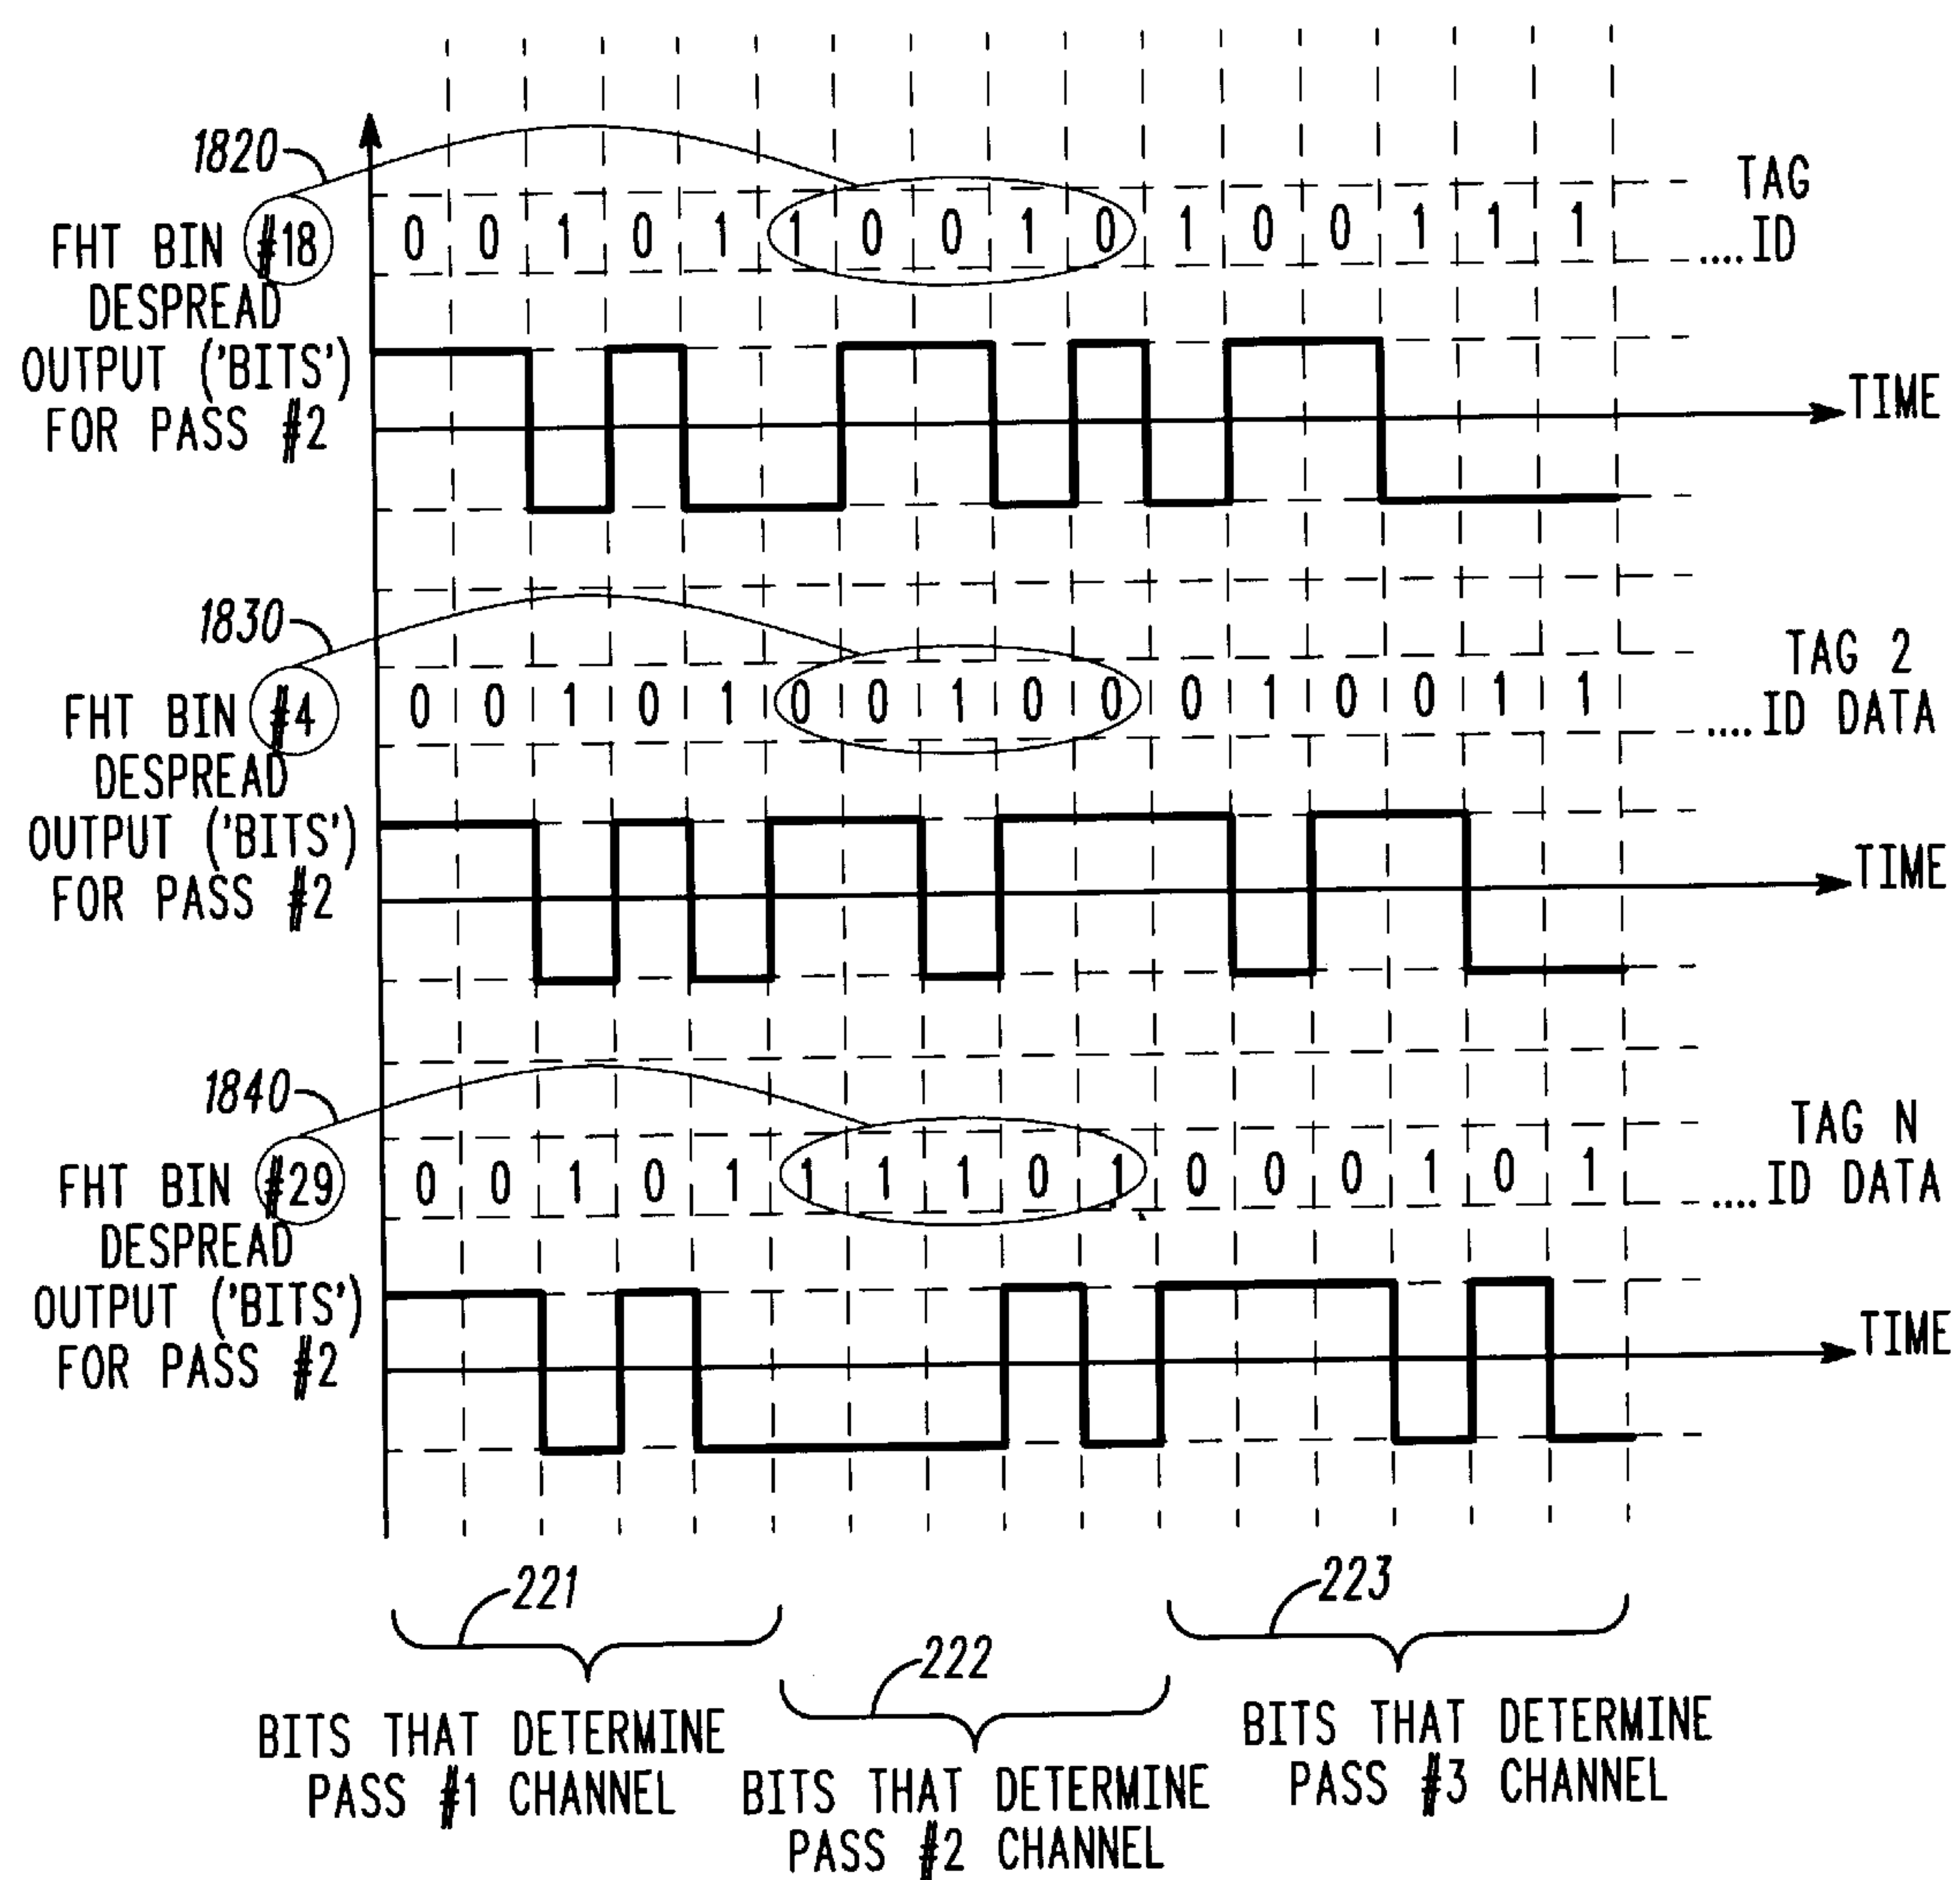 1820
FHT BIN #18
DESPREAD
OUTPUT ('BITS')
FOR PASS #2
0 0 1 0 1 1 0 0 1 0 1 0 0 1 1 1
TAG
....ID
TIME
1830
FHT BIN #4
DESPREAD
OUTPUT ('BITS')
FOR PASS #2
0 0 1 0 1 0 0 1 0 0 0 1 0 0 1 1
TAG 2
....ID DATA
TIME
1840
FHT BIN #29
DESPREAD
OUTPUT ('BITS')
FOR PASS #2
0 0 1 0 1 1 1 1 0 1 0 0 0 1 0 1
TAG N
....ID DATA
TIME
221
BITS THAT DETERMINE
PASS #1 CHANNEL
222
BITS THAT DETERMINE
PASS #2 CHANNEL
223
BITS THAT DETERMINE
PASS #3 CHANNEL